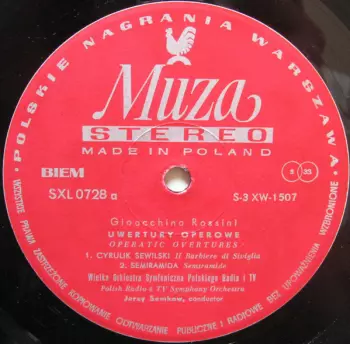 POLSKIE NAGRANIA WARSZAWA
Muza
STEREO
MADE IN POLAND
BIEM
SXL 0728 a
S-3 XW-1507
33
Gioacchino Rossini
UWERTURY OPEROWE
OPERATIC OVERTURES
1. CYRULIK SEWILSKI Il Barbiere di Siviglia
2. SEMIRAMIDA Semiramide
Wielka Orkiestra Symfoniczna Polskiego Radia i TV
Polish Radio & TV Symphony Orchestra
Jerzy Semkow, conductor
WSZYSTKIE PRAWA ZASTRZEŻONE. KOPIOWANIE ODTWARZANIE PUBLICZNE I RADIOWE BEZ UPOWAŻNIENIA WZBRONIONE